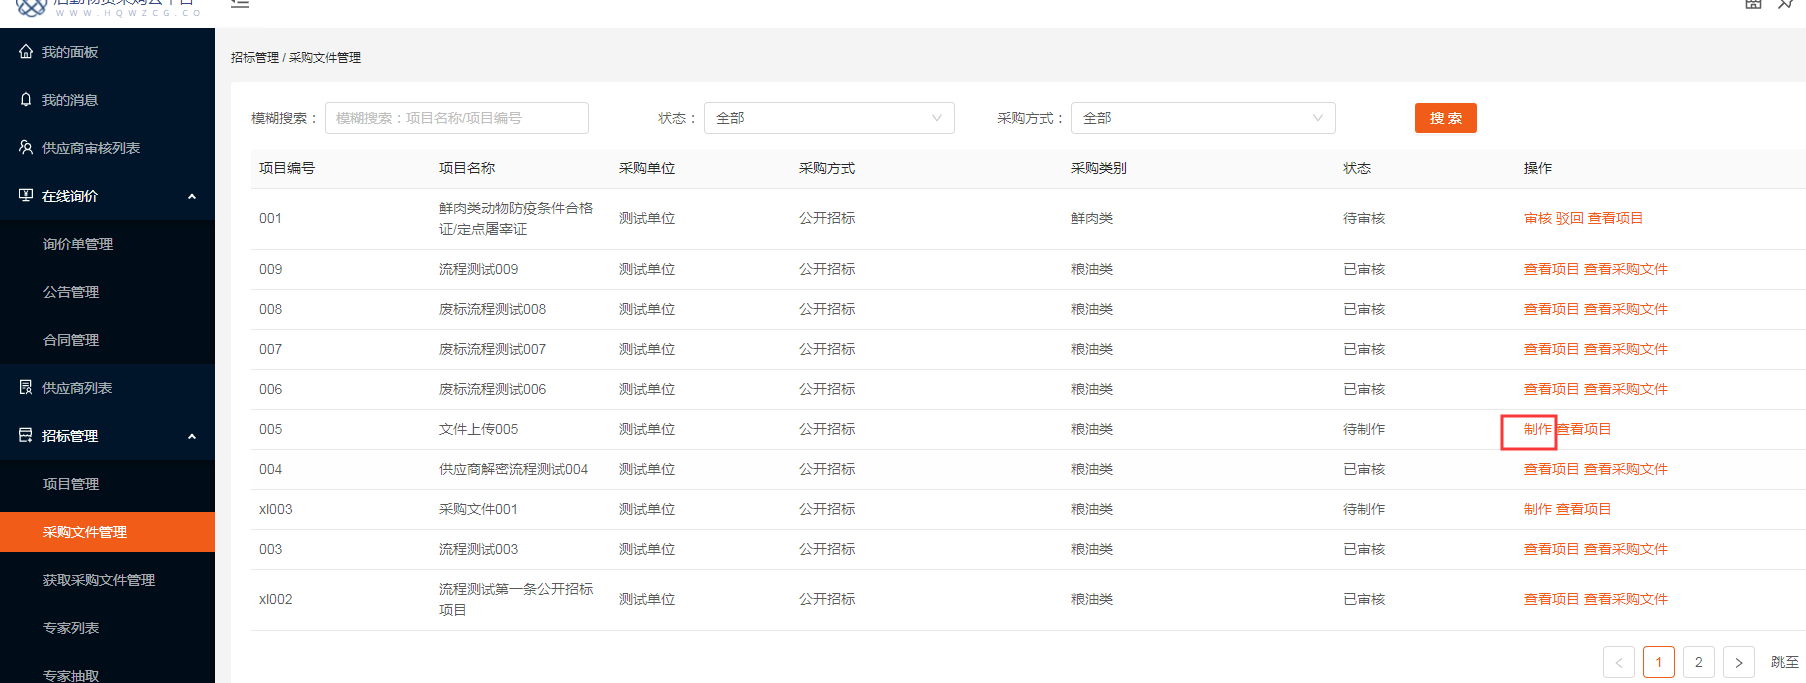 后勤物资采购云平台
WWW.HQWZCG.CO
我的面板
我的消息
供应商审核列表
在线询价
询价单管理
公告管理
合同管理
供应商列表
招标管理
项目管理
采购文件管理
获取采购文件管理
专家列表
专家抽取
招标管理 / 采购文件管理
模糊搜索： 模糊搜索：项目名称/项目编号 状态： 全部 采购方式： 全部 搜 索
项目编号 项目名称 采购单位 采购方式 采购类别 状态 操作
001 鲜肉类动物防疫条件合格 测试单位 公开招标 鲜肉类 待审核 审核 驳回 查看项目
证/定点屠宰证
009 流程测试009 测试单位 公开招标 粮油类 已审核 查看项目 查看采购文件
008 废标流程测试008 测试单位 公开招标 粮油类 已审核 查看项目 查看采购文件
007 废标流程测试007 测试单位 公开招标 粮油类 已审核 查看项目 查看采购文件
006 废标流程测试006 测试单位 公开招标 粮油类 已审核 查看项目 查看采购文件
005 文件上传005 测试单位 公开招标 粮油类 待制作 制作 查看项目
004 供应商解密流程测试004 测试单位 公开招标 粮油类 已审核 查看项目 查看采购文件
xl003 采购文件001 测试单位 公开招标 粮油类 待制作 制作 查看项目
003 流程测试003 测试单位 公开招标 粮油类 已审核 查看项目 查看采购文件
xl002 流程测试第一条公开招标 测试单位 公开招标 粮油类 已审核 查看项目 查看采购文件
项目
< 1 2 > 跳至